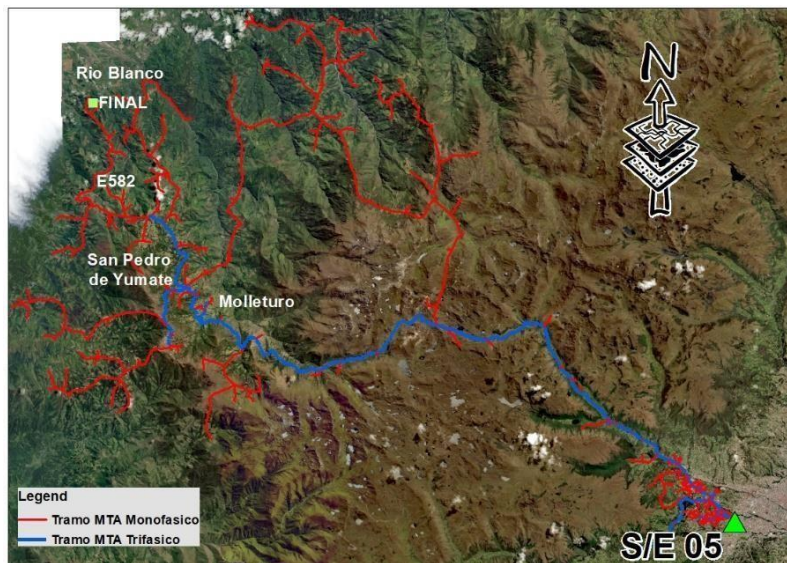 N
Rio Blanco
FINAL
E582
San Pedro
de Yumate
Molleturo
Legend
Tramo MTA Monofasico
Tramo MTA Trifasico
S/E 05